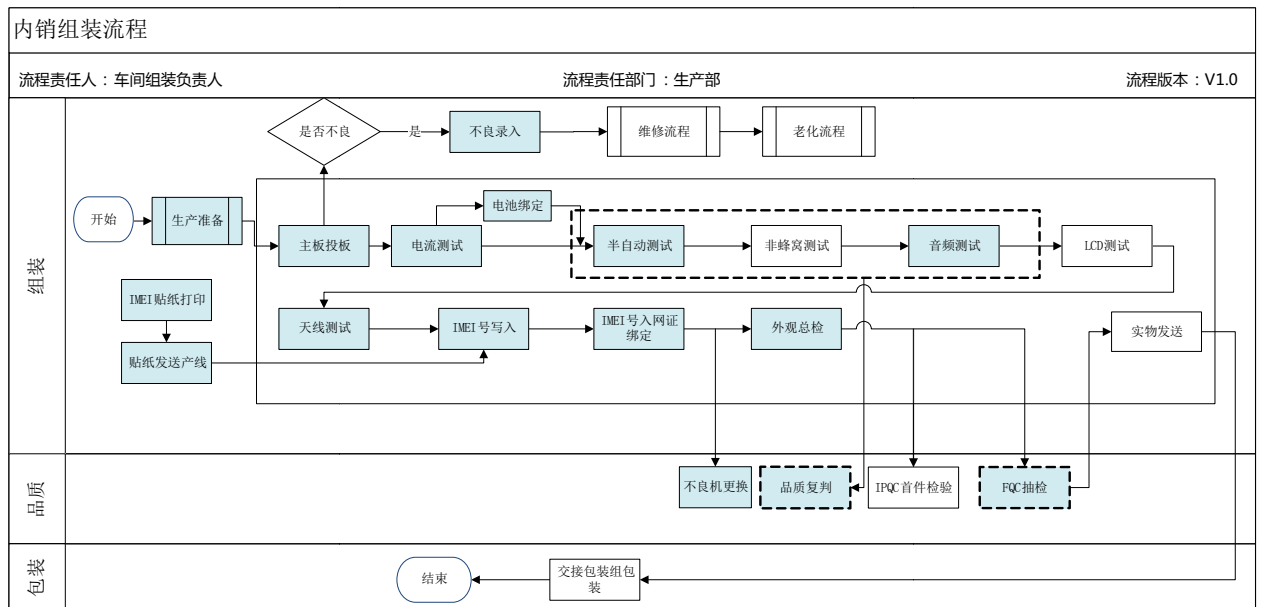 内销组装流程
流程责任人：车间组装负责人
流程责任部门：生产部
流程版本：V1.0
组装
是否不良
是
不良录入
维修流程
老化流程
开始
生产准备
电池绑定
主板投板
电流测试
半自动测试
非蜂窝测试
音频测试
LCD测试
IMEI贴纸打印
贴纸发送产线
天线测试
IMEI号写入
IMEI号入网证
绑定
外观总检
实物发送
品质
不良机更换
品质复判
IPQC首件检验
FQC抽检
包装
结束
交接包装组包
装